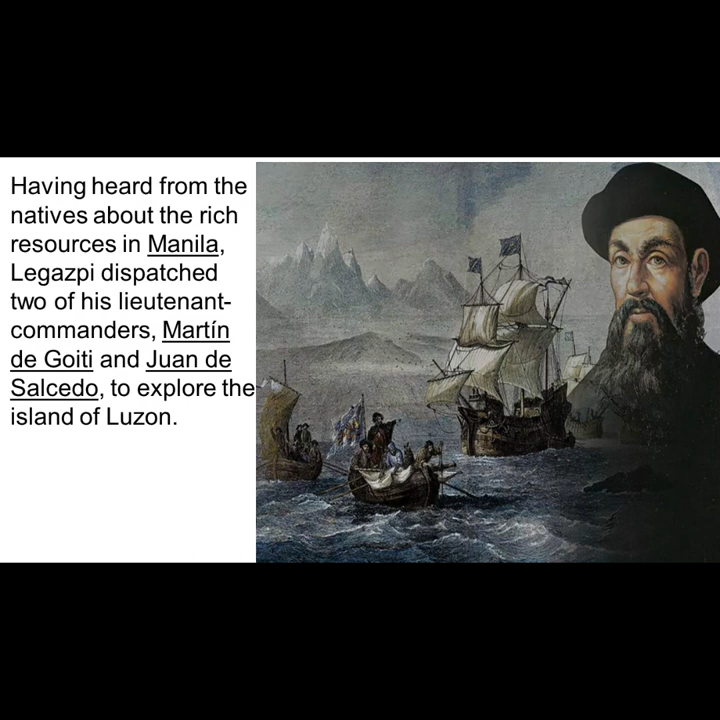 Having heard from the
natives about the rich
resources in Manila,
Legazpi dispatched
two of his lieutenant-
commanders, Martín
de Goiti and Juan de
Salcedo, to explore the
island of Luzon.